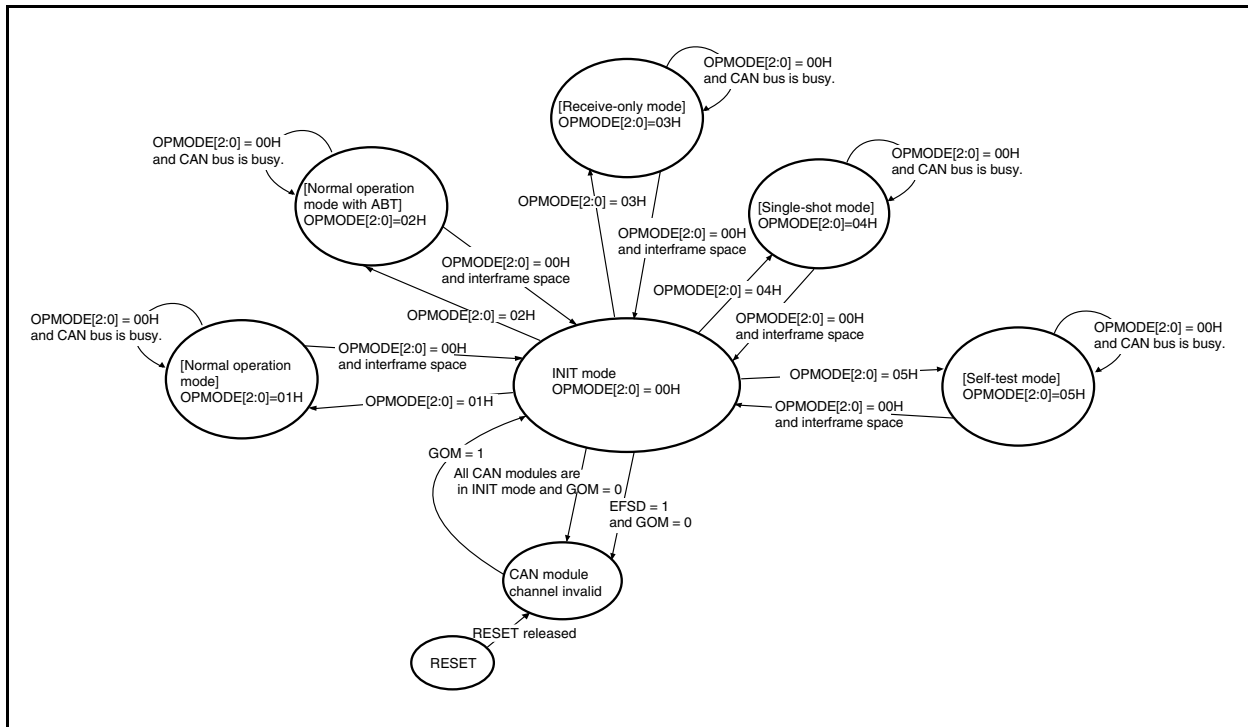 OPMODE[2:0] = 00H
and CAN bus is busy.
[Receive-only mode]
OPMODE[2:0]=03H
OPMODE[2:0] = 00H
and CAN bus is busy.
[Normal operation
mode with ABT]
OPMODE[2:0]=02H
OPMODE[2:0] = 00H
and CAN bus is busy.
[Single-shot mode]
OPMODE[2:0]=04H
OPMODE[2:0] = 03H
OPMODE[2:0] = 00H
and interframe space
OPMODE[2:0] = 00H
and interframe space
OPMODE[2:0] = 04H
OPMODE[2:0] = 02H
OPMODE[2:0] = 00H
and interframe space
OPMODE[2:0] = 00H
and CAN bus is busy.
[Normal operation
mode]
OPMODE[2:0]=01H
OPMODE[2:0] = 00H
and interframe space
OPMODE[2:0] = 01H
INIT mode
OPMODE[2:0] = 00H
OPMODE[2:0] = 05H
OPMODE[2:0] = 00H
and interframe space
OPMODE[2:0] = 00H
and CAN bus is busy.
[Self-test mode]
OPMODE[2:0]=05H
GOM = 1
All CAN modules are
in INIT mode and GOM = 0
EFSD = 1
and GOM = 0
CAN module
channel invalid
RESET released
RESET